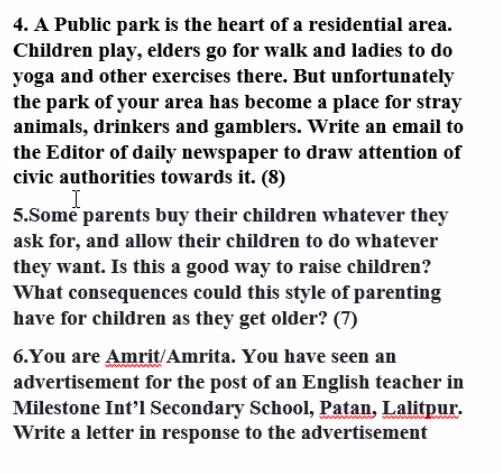 4. A Public park is the heart of a residential area.
Children play, elders go for walk and ladies to do
yoga and other exercises there. But unfortunately
the park of your area has become a place for stray
animals, drinkers and gamblers. Write an email to
the Editor of daily newspaper to draw attention of
civic authorities towards it. (8)
5.Some parents buy their children whatever they
ask for, and allow their children to do whatever
they want. Is this a good way to raise children?
What consequences could this style of parenting
have for children as they get older? (7)
6.You are Amrit/Amrita. You have seen an
advertisement for the post of an English teacher in
Milestone Int’l Secondary School, Patan, Lalitpur.
Write a letter in response to the advertisement